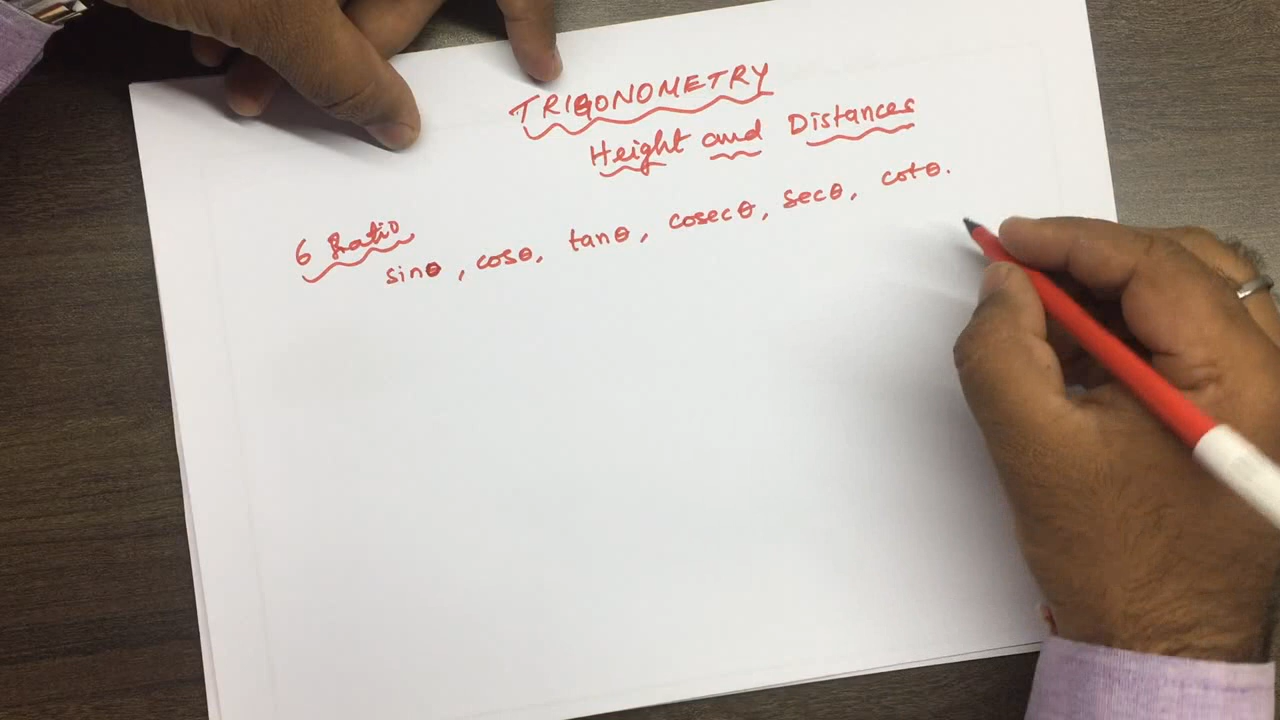 TRIGONOMETRY
Height and Distances
6 Ratio
sinθ, cosθ, tanθ, cosecθ, secθ, cotθ.